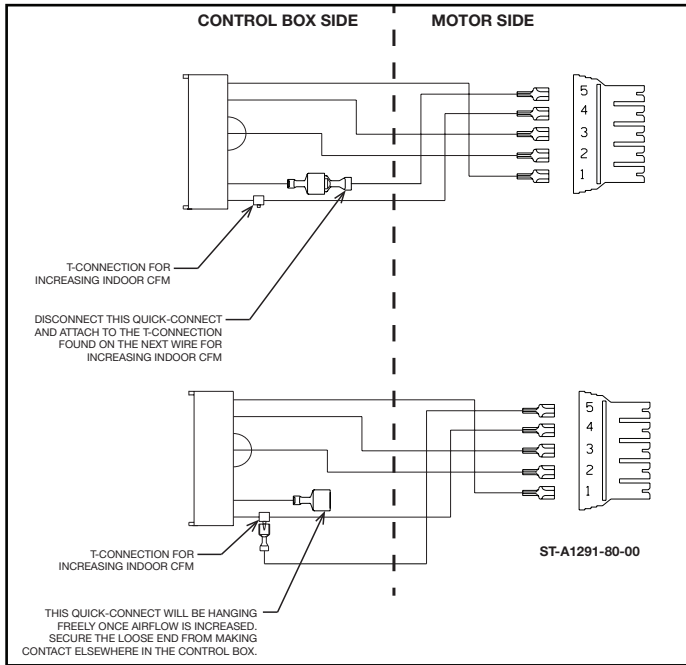 CONTROL BOX SIDE
MOTOR SIDE
5
4
3
2
1
T-CONNECTION FOR
INCREASING INDOOR CFM
DISCONNECT THIS QUICK-CONNECT
AND ATTACH TO THE T-CONNECTION
FOUND ON THE NEXT WIRE FOR
INCREASING INDOOR CFM
5
4
3
2
1
T-CONNECTION FOR
INCREASING INDOOR CFM
ST-A1291-80-00
THIS QUICK-CONNECT WILL BE HANGING
FREELY ONCE AIRFLOW IS INCREASED.
SECURE THE LOOSE END FROM MAKING
CONTACT ELSEWHERE IN THE CONTROL BOX.